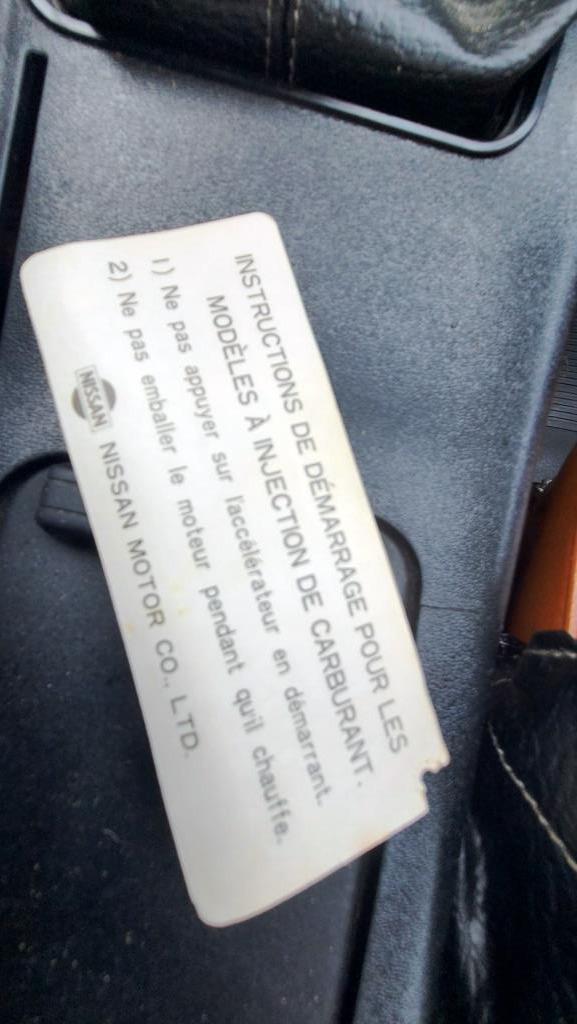 INSTRUCTIONS DE DÉMARRAGE POUR LES
MODÈLES À INJECTION DE CARBURANT.
1) Ne pas appuyer sur l'accélérateur en démarrant.
2) Ne pas emballer le moteur pendant qu'il chauffe.
NISSAN NISSAN MOTOR CO., LTD.